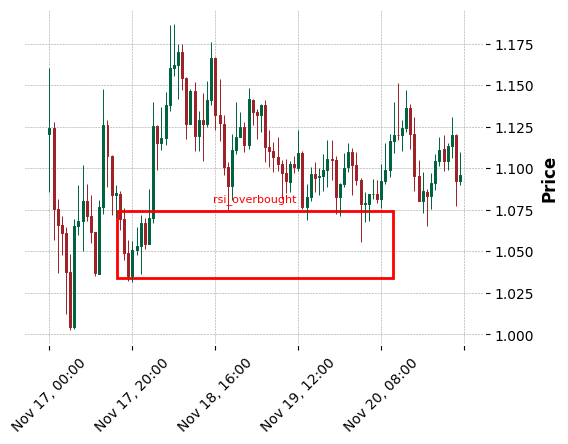 1.175
1.150
1.125
1.100
1.075
1.050
1.025
1.000
Price
rsi_overbought
Nov 17, 00:00
Nov 17, 20:00
Nov 18, 16:00
Nov 19, 12:00
Nov 20, 08:00